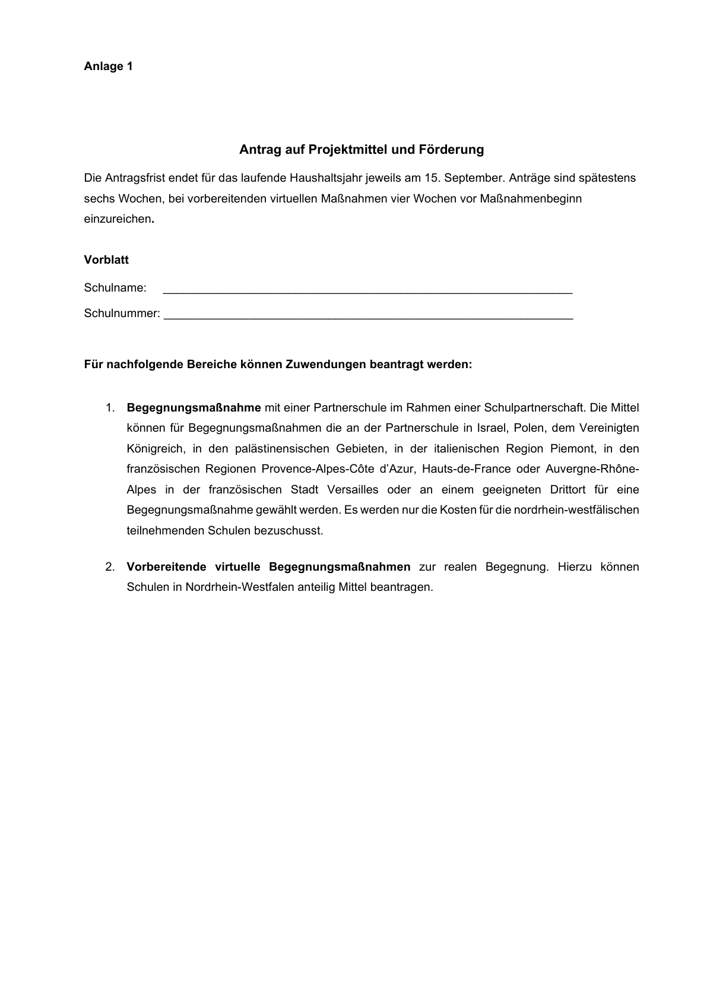 Anlage 1
Antrag auf Projektmittel und Förderung
Die Antragsfrist endet für das laufende Haushaltsjahr jeweils am 15. September. Anträge sind spätestens
sechs Wochen, bei vorbereitenden virtuellen Maßnahmen vier Wochen vor Maßnahmenbeginn
einzureichen.
Vorblatt
Schulname: ______________________________________________________________
Schulnummer: ______________________________________________________________
Für nachfolgende Bereiche können Zuwendungen beantragt werden:
1. Begegnungsmaßnahme mit einer Partnerschule im Rahmen einer Schulpartnerschaft. Die Mittel
können für Begegnungsmaßnahmen die an der Partnerschule in Israel, Polen, dem Vereinigten
Königreich, in den palästinensischen Gebieten, in der italienischen Region Piemont, in den
französischen Regionen Provence-Alpes-Côte d’Azur, Hauts-de-France oder Auvergne-Rhône-
Alpes in der französischen Stadt Versailles oder an einem geeigneten Drittort für eine
Begegnungsmaßnahme gewählt werden. Es werden nur die Kosten für die nordrhein-westfälischen
teilnehmenden Schulen bezuschusst.
2. Vorbereitende virtuelle Begegnungsmaßnahmen zur realen Begegnung. Hierzu können
Schulen in Nordrhein-Westfalen anteilig Mittel beantragen.